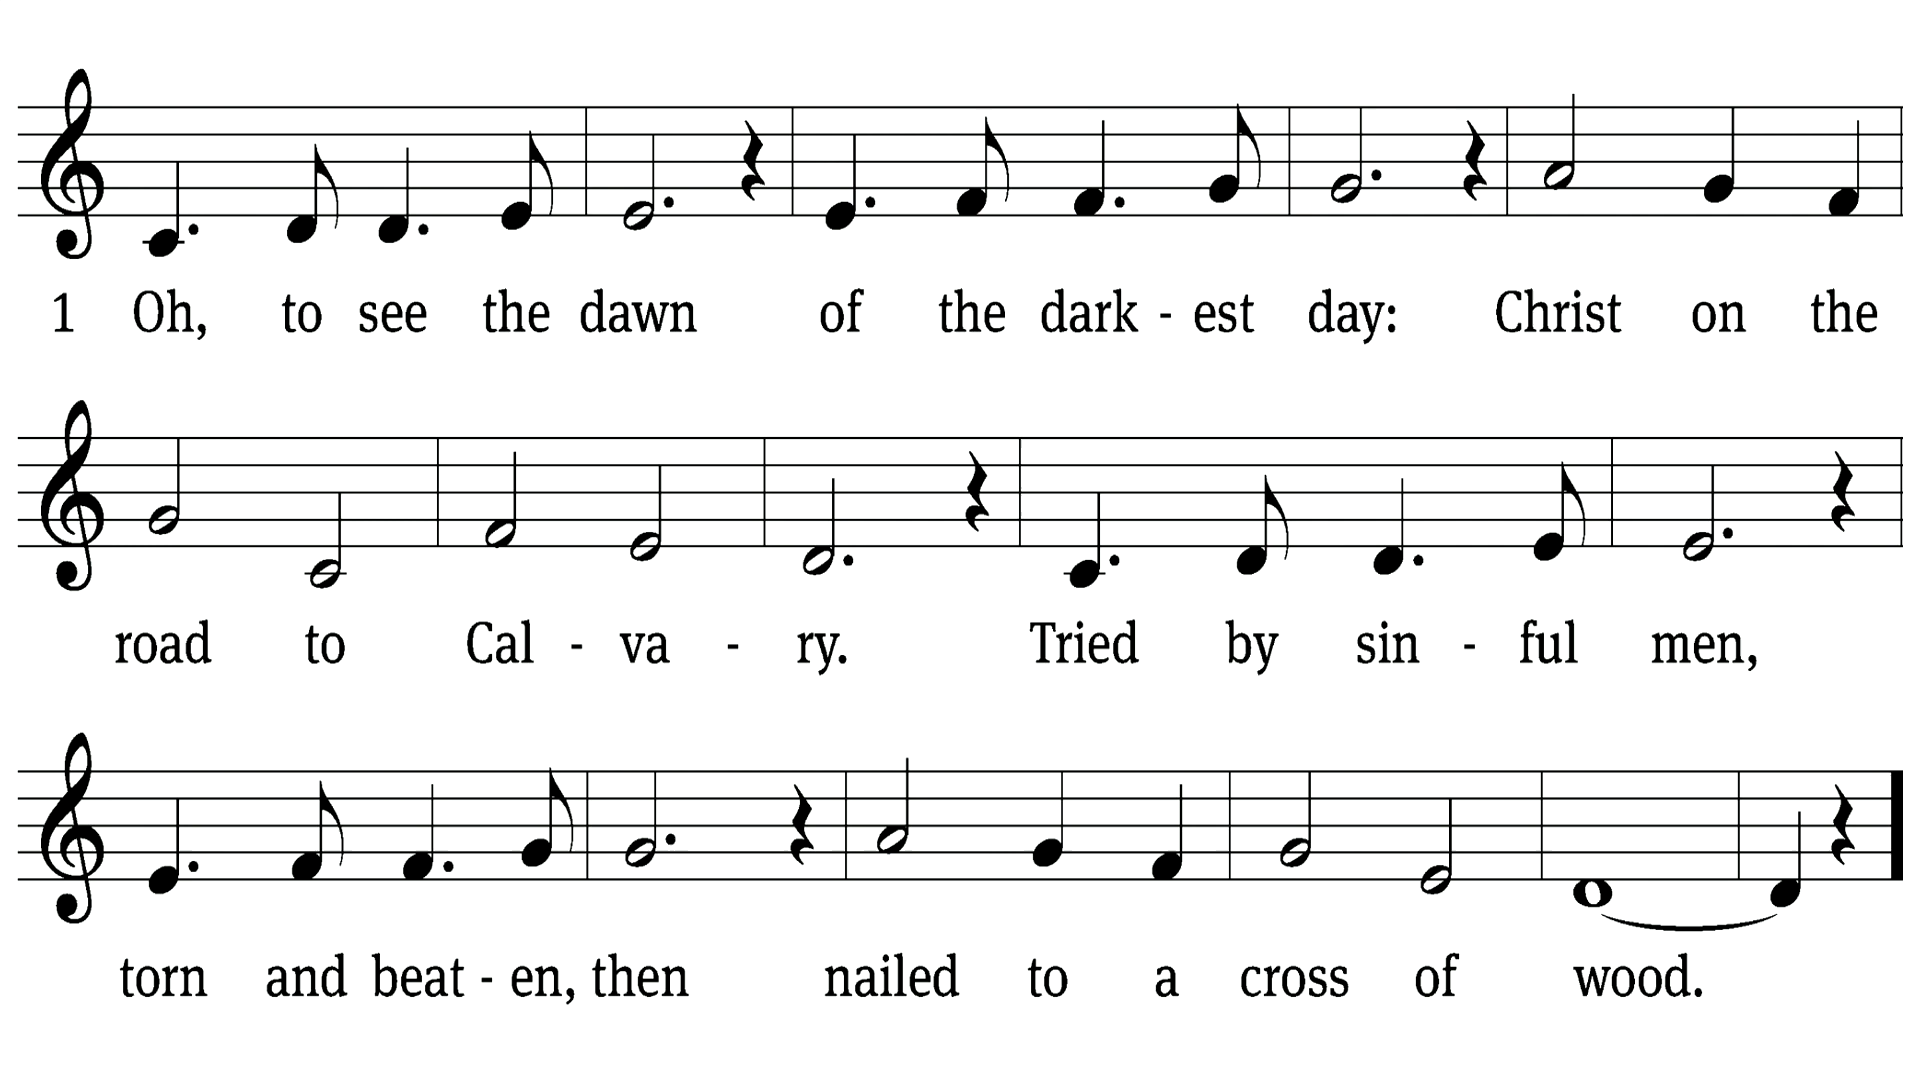 1 Oh, to see the dawn of the dark - est day: Christ on the
road to Cal - va - ry. Tried by sin - ful men,
torn and beat - en, then nailed to a cross of wood.